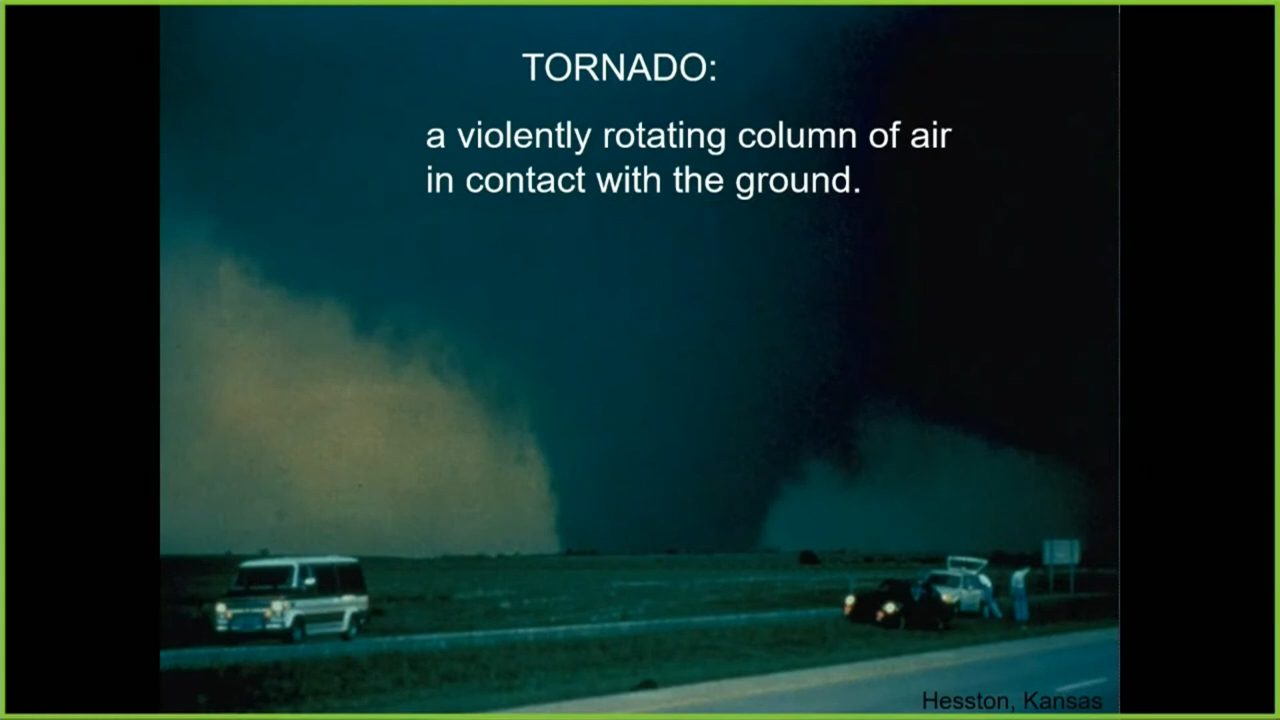 TORNADO:
a violently rotating column of air
in contact with the ground.
Hesston, Kansas